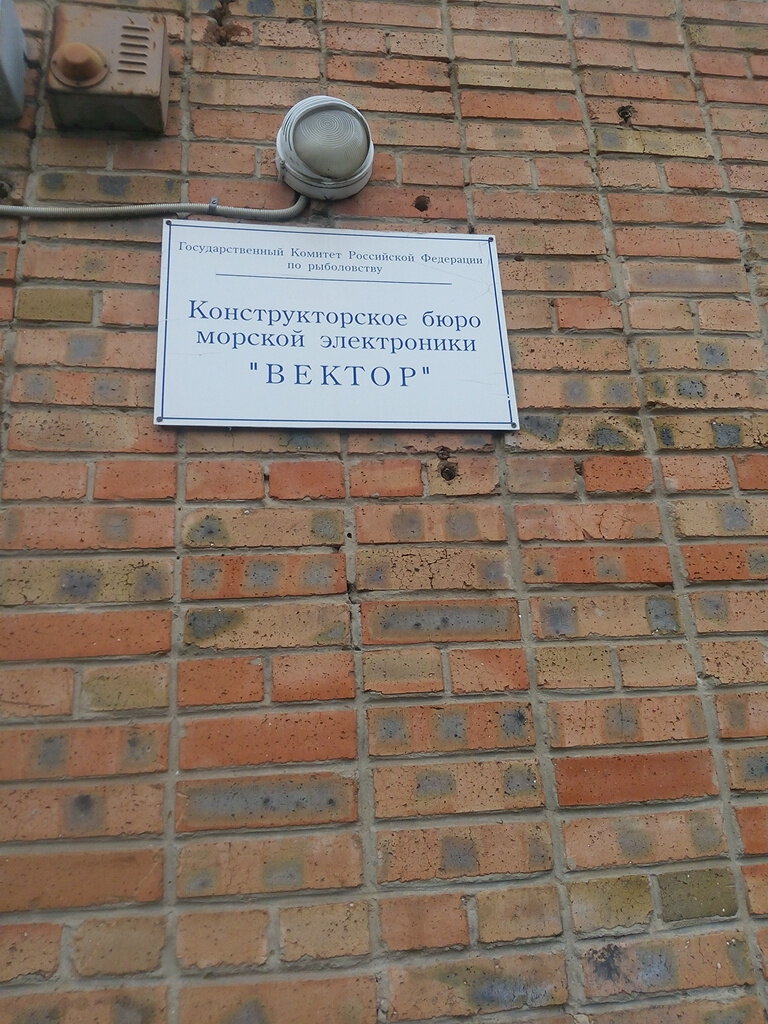 Государственный Комитет Российской Федерации
по рыболовству
Конструкторское бюро
морской электроники
"ВЕКТОР"